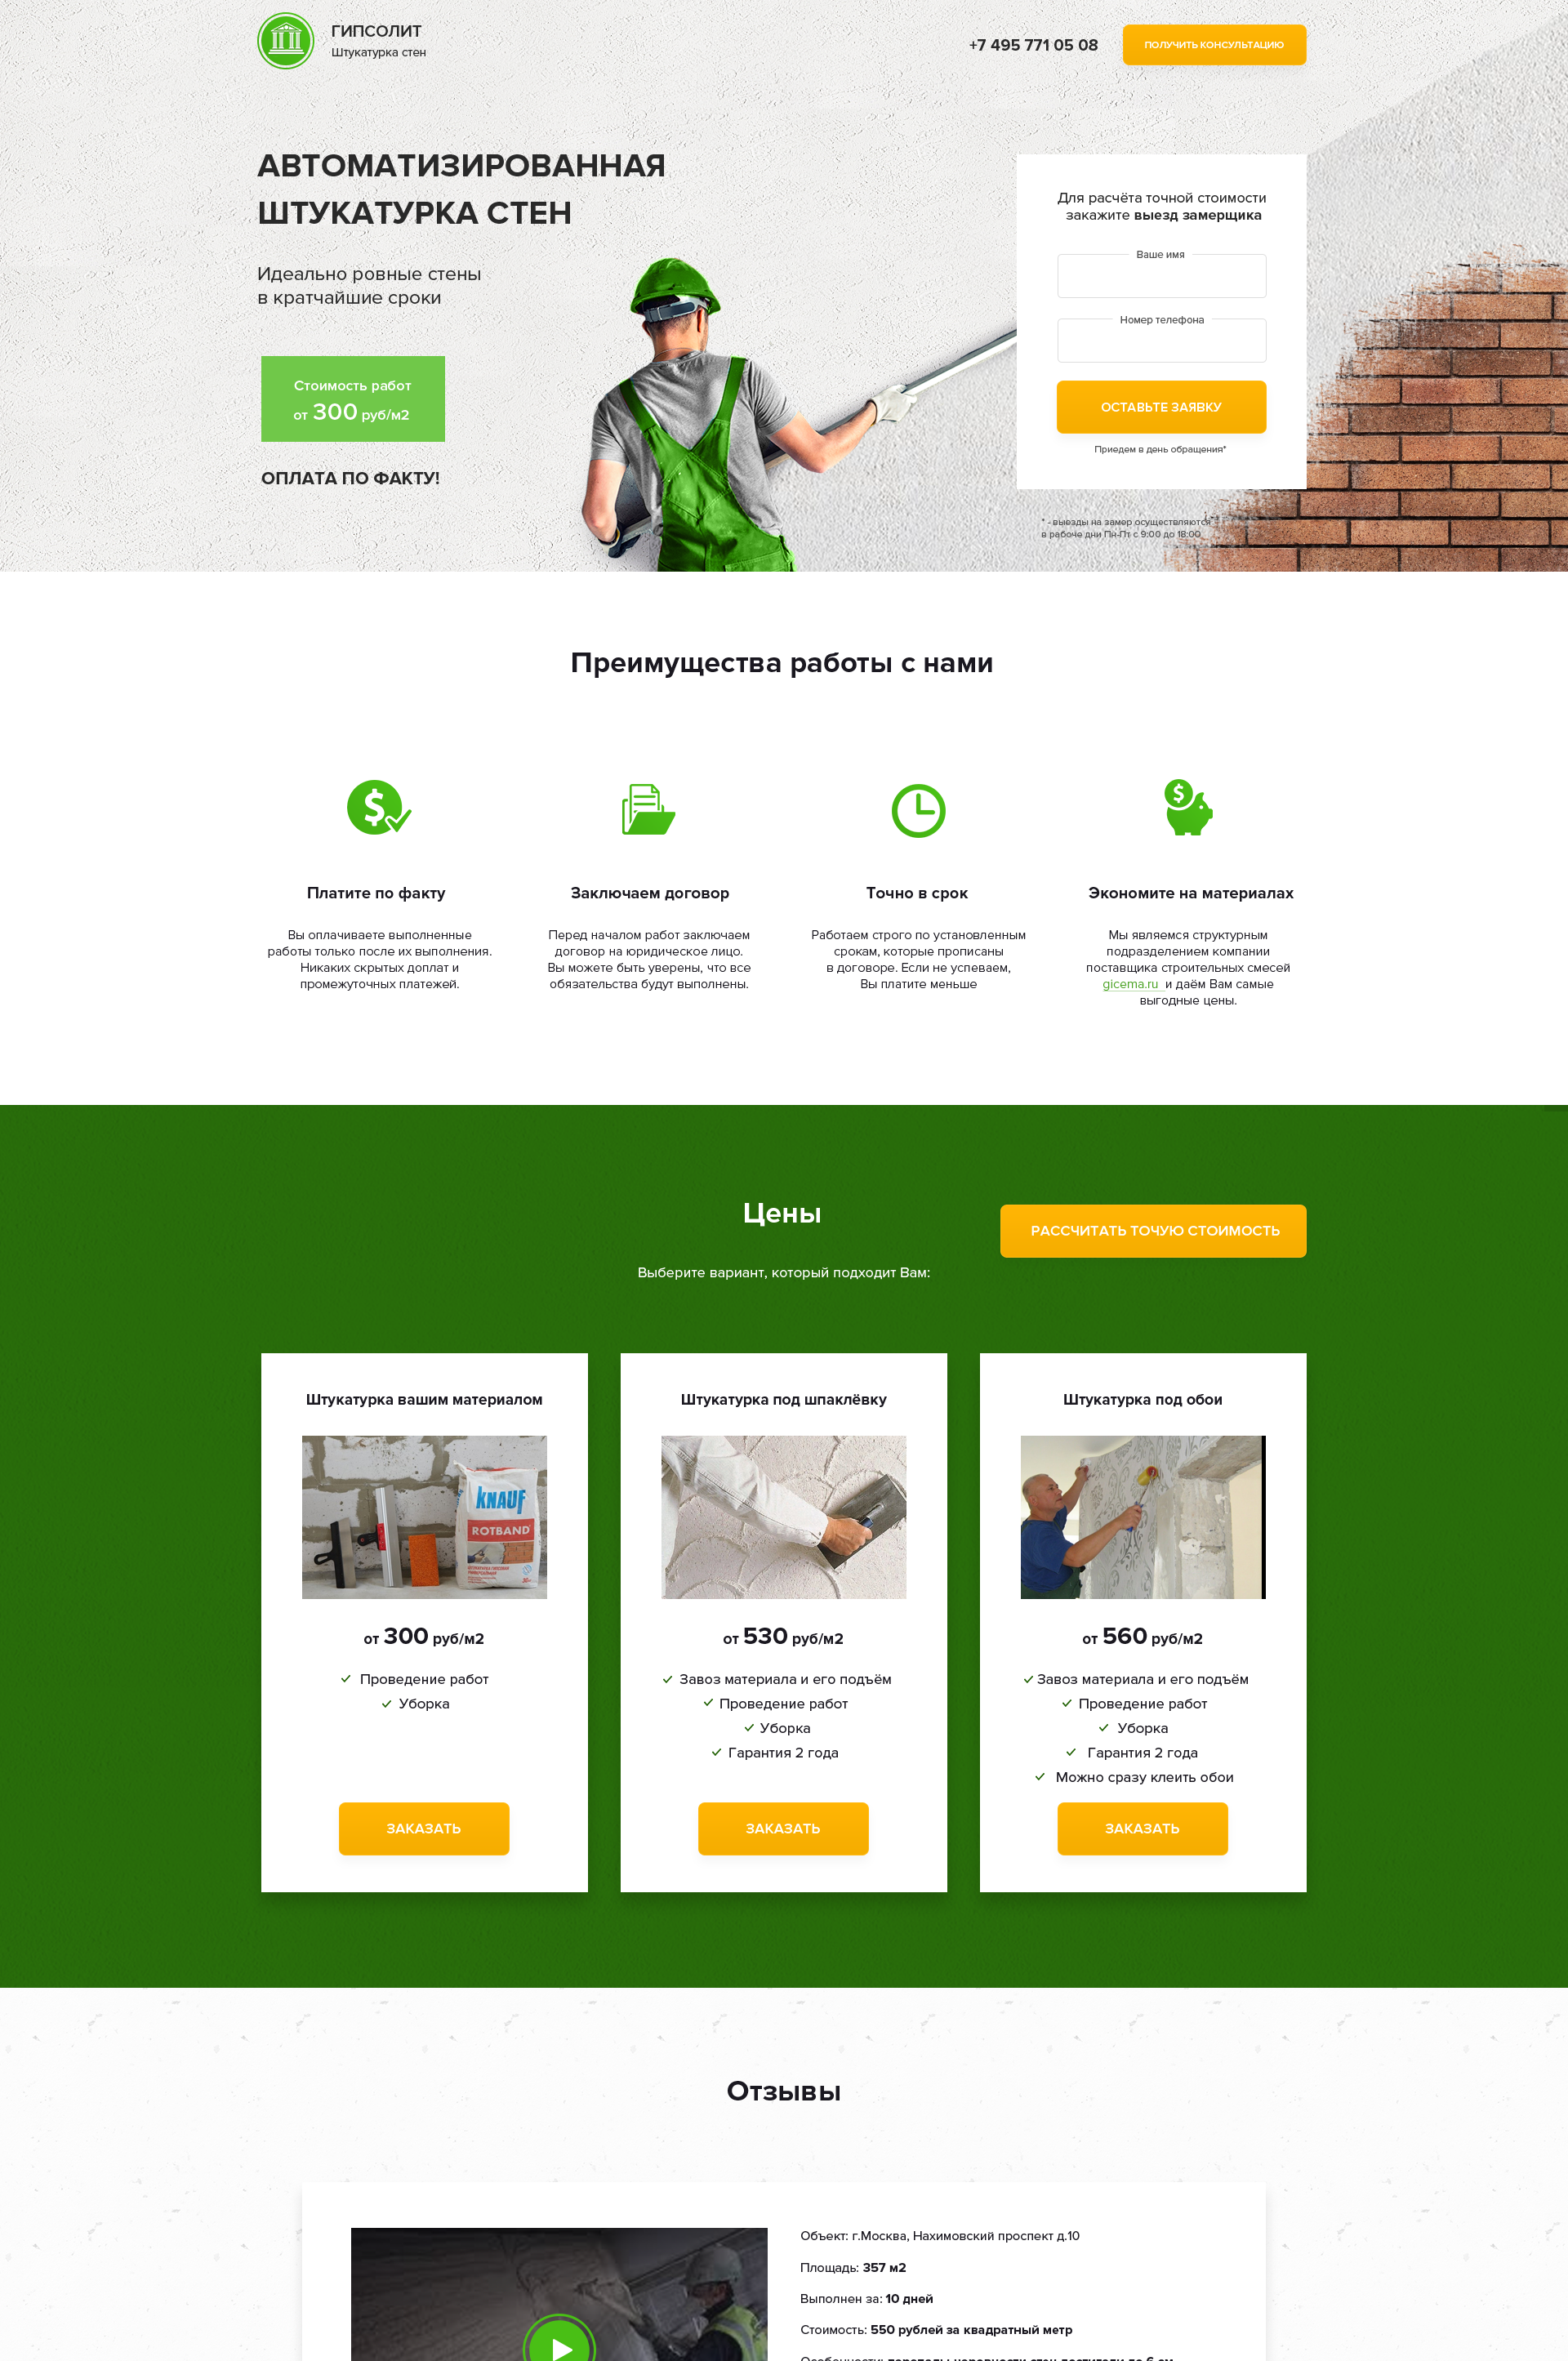 ГИПСОЛИТ
Штукатурка стен
+7 495 771 05 08
ПОЛУЧИТЬ КОНСУЛЬТАЦИЮ
АВТОМАТИЗИРОВАННАЯ
ШТУКАТУРКА СТЕН
Идеально ровные стены
в кратчайшие сроки
Стоимость работ
от 300 руб/м2
ОПЛАТА ПО ФАКТУ!
Для расчёта точной стоимости
закажите выезд замерщика
Ваше имя
Номер телефона
ОСТАВЬТЕ ЗАЯВКУ
Приедем в день обращения*
* - выезды на замер осуществляются
в рабоче дни Пн-Пт с 9:00 до 18:00
Преимущества работы с нами
Платите по факту
Вы оплачиваете выполненные
работы только после их выполнения.
Никаких скрытых доплат и
промежуточных платежей.
Заключаем договор
Перед началом работ заключаем
договор на юридическое лицо.
Вы можете быть уверены, что все
обязательства будут выполнены.
Точно в срок
Работаем строго по установленным
срокам, которые прописаны
в договоре. Если не успеваем,
Вы платите меньше
Экономите на материалах
Мы являемся структурным
подразделением компании
поставщика строительных смесей
gicema.ru и даём Вам самые
выгодные цены.
Цены
РАССЧИТАТЬ ТОЧУЮ СТОИМОСТЬ
Выберите вариант, который подходит Вам:
Штукатурка вашим материалом
KNAUF
ROTBAND
от 300 руб/м2
Проведение работ
Уборка
ЗАКАЗАТЬ
Штукатурка под шпаклёвку
от 530 руб/м2
Завоз материала и его подъём
Проведение работ
Уборка
Гарантия 2 года
ЗАКАЗАТЬ
Штукатурка под обои
от 560 руб/м2
Завоз материала и его подъём
Проведение работ
Уборка
Гарантия 2 года
Можно сразу клеить обои
ЗАКАЗАТЬ
Отзывы
Объект: г.Москва, Нахимовский проспект д.10
Площадь: 357 м2
Выполнен за: 10 дней
Стоимость: 550 рублей за квадратный метр